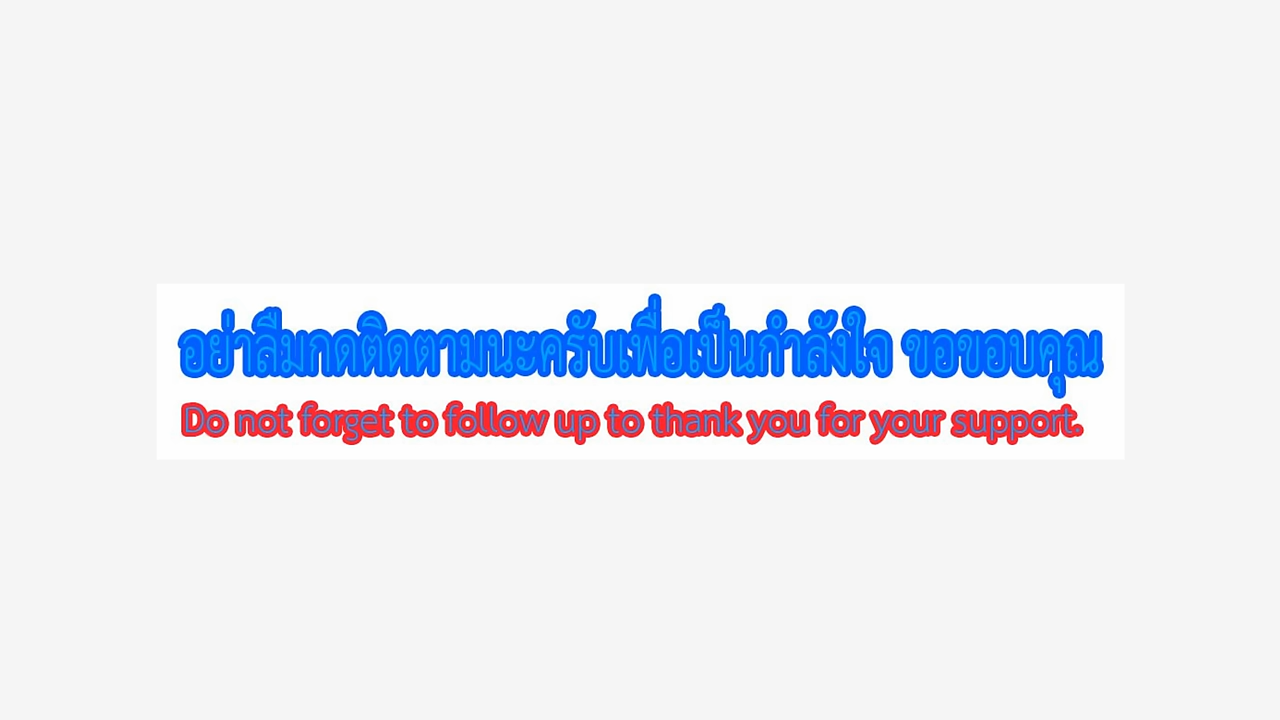 อย่าลืมกดติดตามนะครับเพื่อเป็นกำลังใจ ขอขอบคุณ
Do not forget to follow up to thank you for your support.